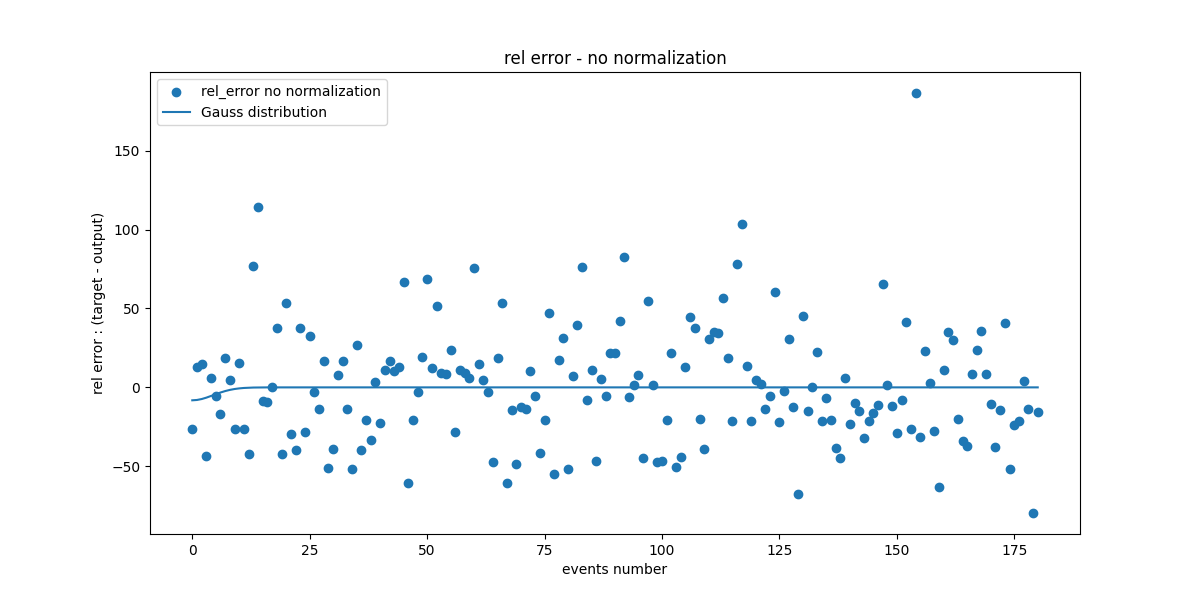 rel error - no normalization
rel_error no normalization
Gauss distribution
rel error : (target - output)
150
100
50
0
−50
0
25
50
75
100
125
150
175
events number